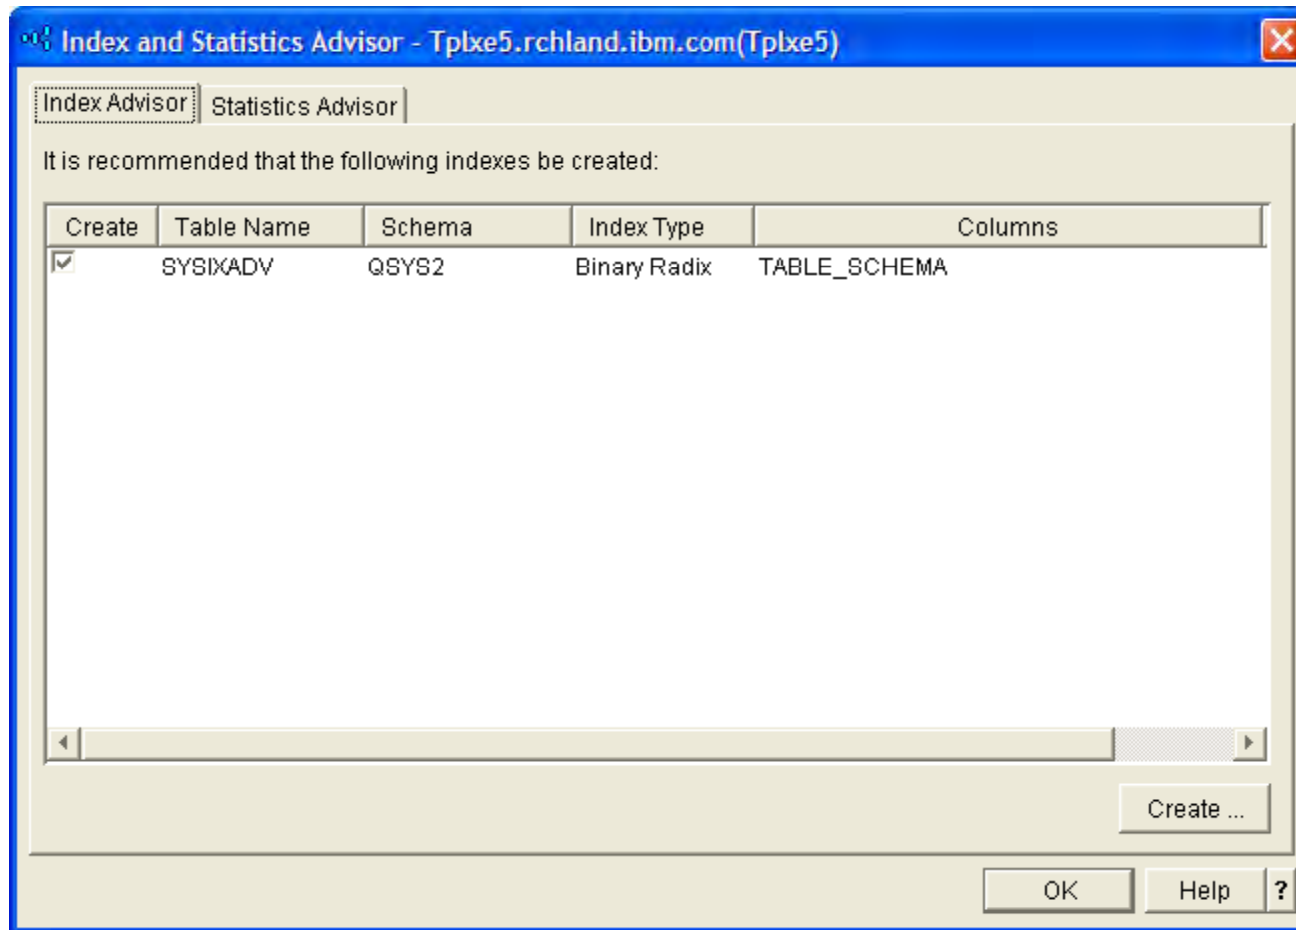 Index and Statistics Advisor - Tplxe5.rchland.ibm.com(Tplxe5)
Index Advisor Statistics Advisor
It is recommended that the following indexes be created:
Create Table Name Schema Index Type Columns
SYSIXADV QSYS2 Binary Radix TABLE_SCHEMA
Create ...
OK Help ?